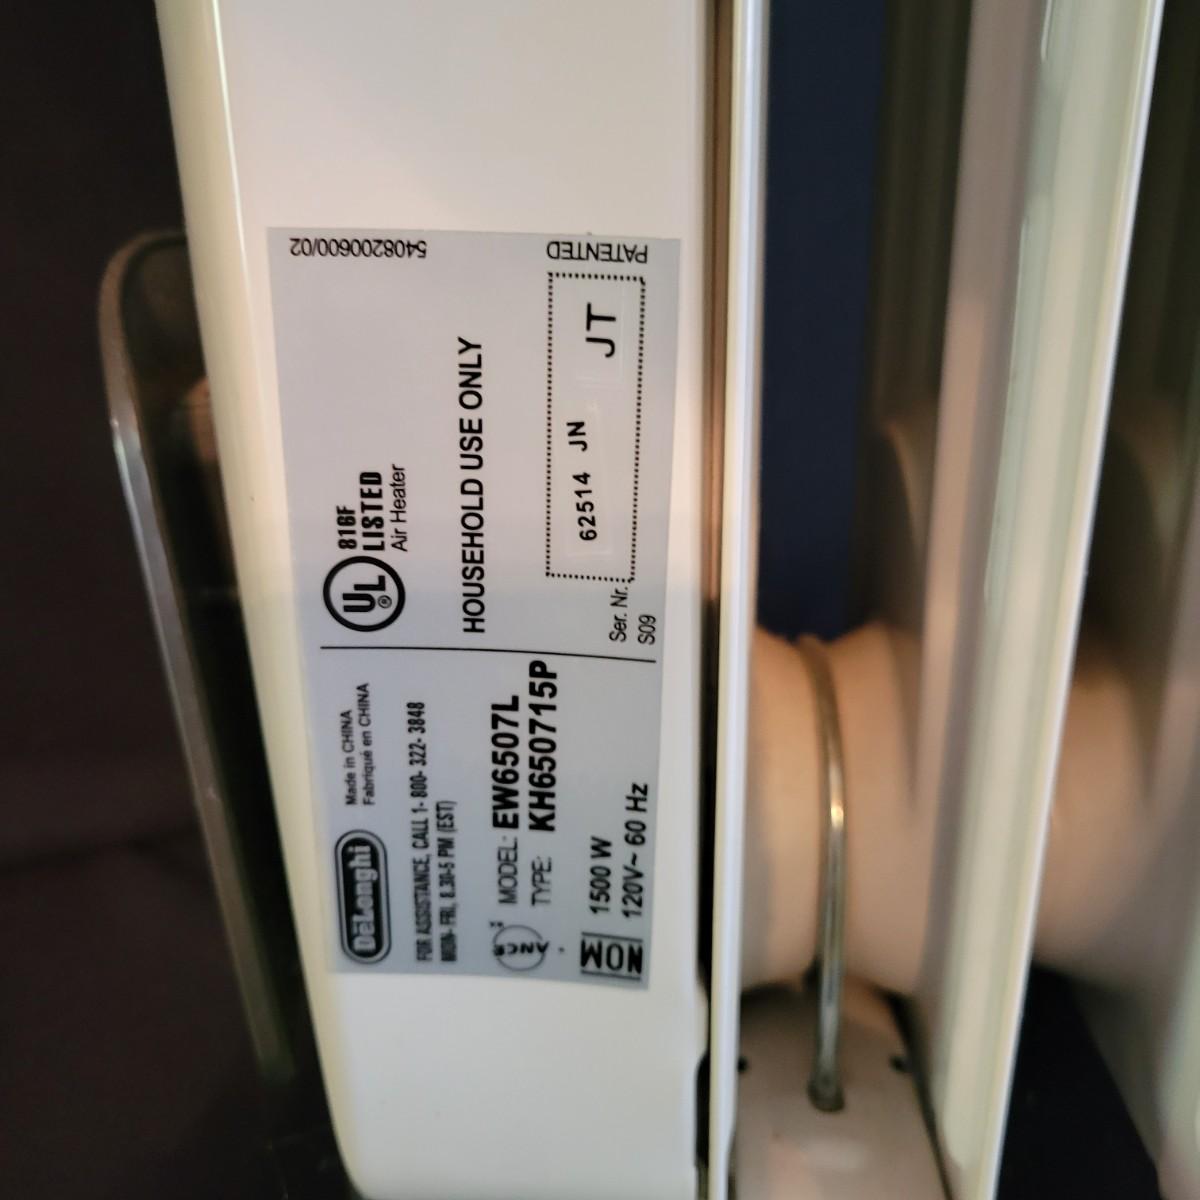 DeLonghi
Made in CHINA
Fabriqué en CHINA
FOR ASSISTANCE, CALL 1- 800- 322- 3848
MON- FRI, 8.30-5 PM (EST)
MODEL: EW6507L
TYPE: KH650715P
1500 W
120V~ 60 Hz
ANCE
NOM
UL
®
816F
LISTED
Air Heater
HOUSEHOLD USE ONLY
62514 JN JT
Ser. Nr.
S09
5408200600/02
PATENTED